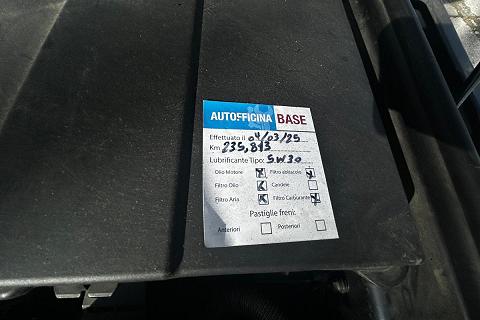 AUTOFFICINA BASE
Effettuato il 04/03/25
Km 235,813
Lubrificante Tipo: 5W30
Olio Motore Filtro abitacolo
Filtro Olio Candele
Filtro Aria Filtro Carburante
Pastiglie freni:
Anteriori Posteriori